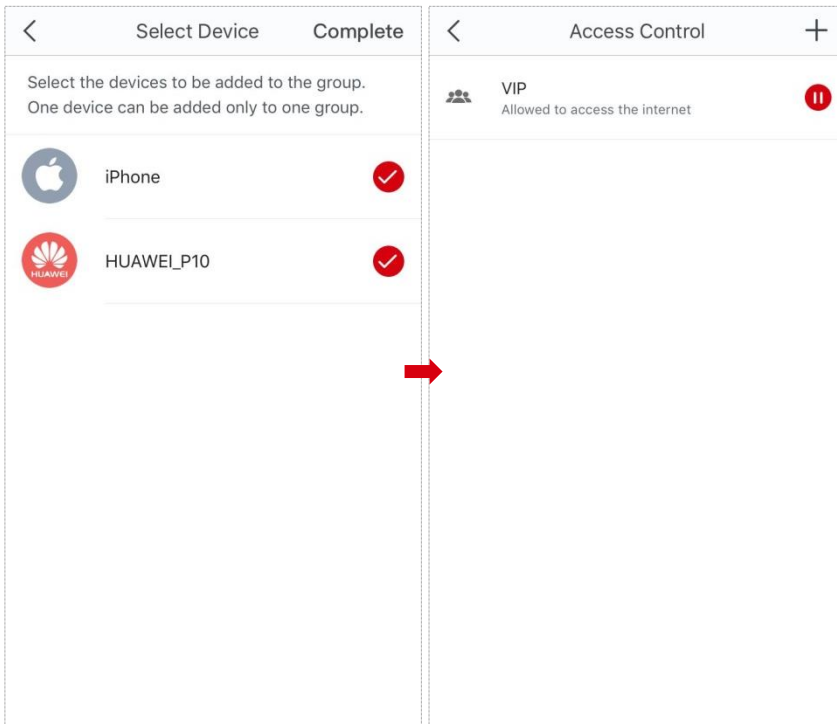 Select Device
Complete
Select the devices to be added to the group.
One device can be added only to one group.
iPhone
HUAWEI
HUAWEI_P10
Access Control
VIP
Allowed to access the internet